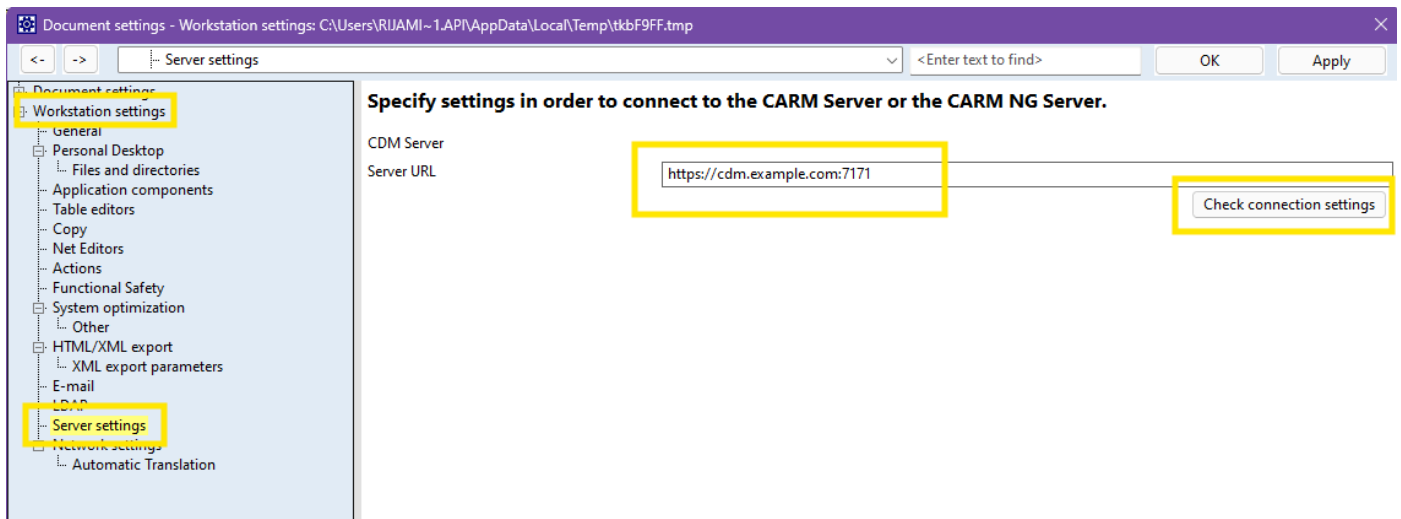 Document settings - Workstation settings: C:\Users\RIJAMI~1.API\AppData\Local\Temp\tkbF9FF.tmp
<- -> Server settings <Enter text to find> OK Apply
Document settings
Workstation settings
General
Personal Desktop
Files and directories
Application components
Table editors
Copy
Net Editors
Actions
Functional Safety
System optimization
Other
HTML/XML export
XML export parameters
E-mail
LDAP
Server settings
Network settings
Automatic Translation
Specify settings in order to connect to the CARM Server or the CARM NG Server.
CDM Server
Server URL https://cdm.example.com:7171
Check connection settings